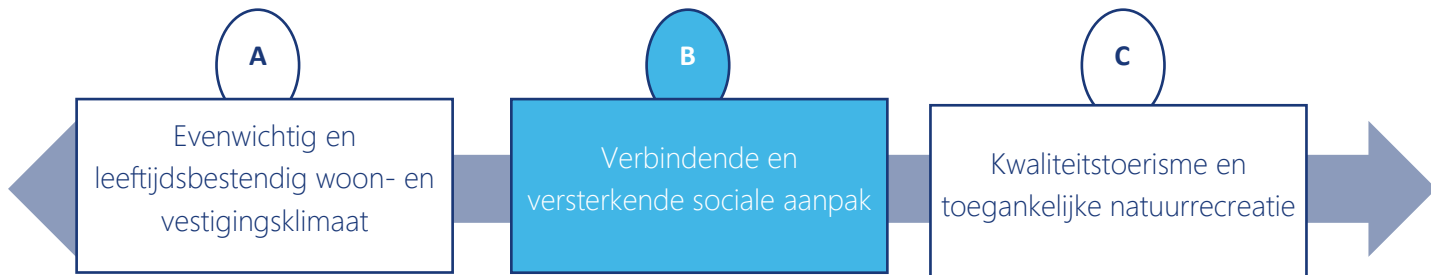 A
Evenwichtig en
leeftijdsbestendig woon- en
vestigingsklimaat
B
Verbindende en
versterkende sociale aanpak
C
Kwaliteitstoerisme en
toegankelijke natuurrecreatie